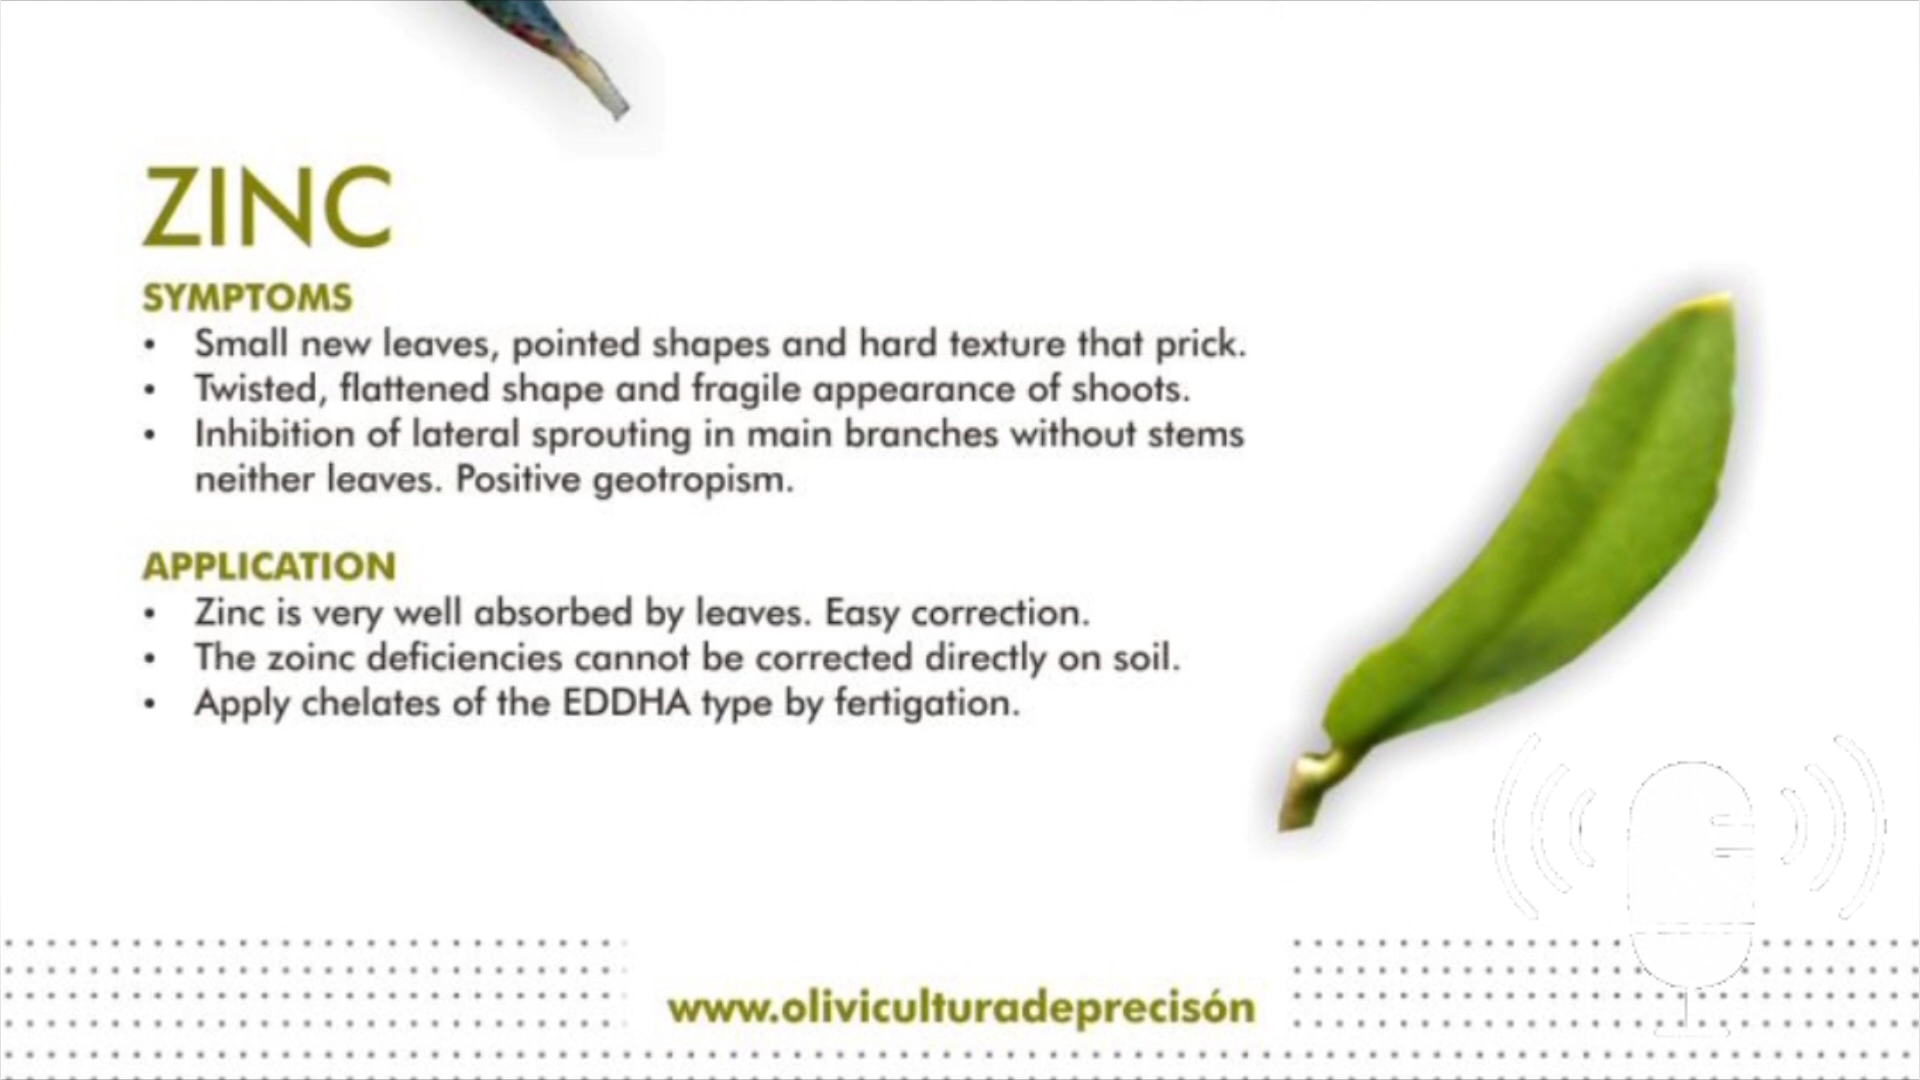 ZINC
SYMPTOMS
• Small new leaves, pointed shapes and hard texture that prick.
• Twisted, flattened shape and fragile appearance of shoots.
• Inhibition of lateral sprouting in main branches without stems
neither leaves. Positive geotropism.
APPLICATION
• Zinc is very well absorbed by leaves. Easy correction.
• The zoinc deficiencies cannot be corrected directly on soil.
• Apply chelates of the EDDHA type by fertigation.
www.oliviculturadeprecisón